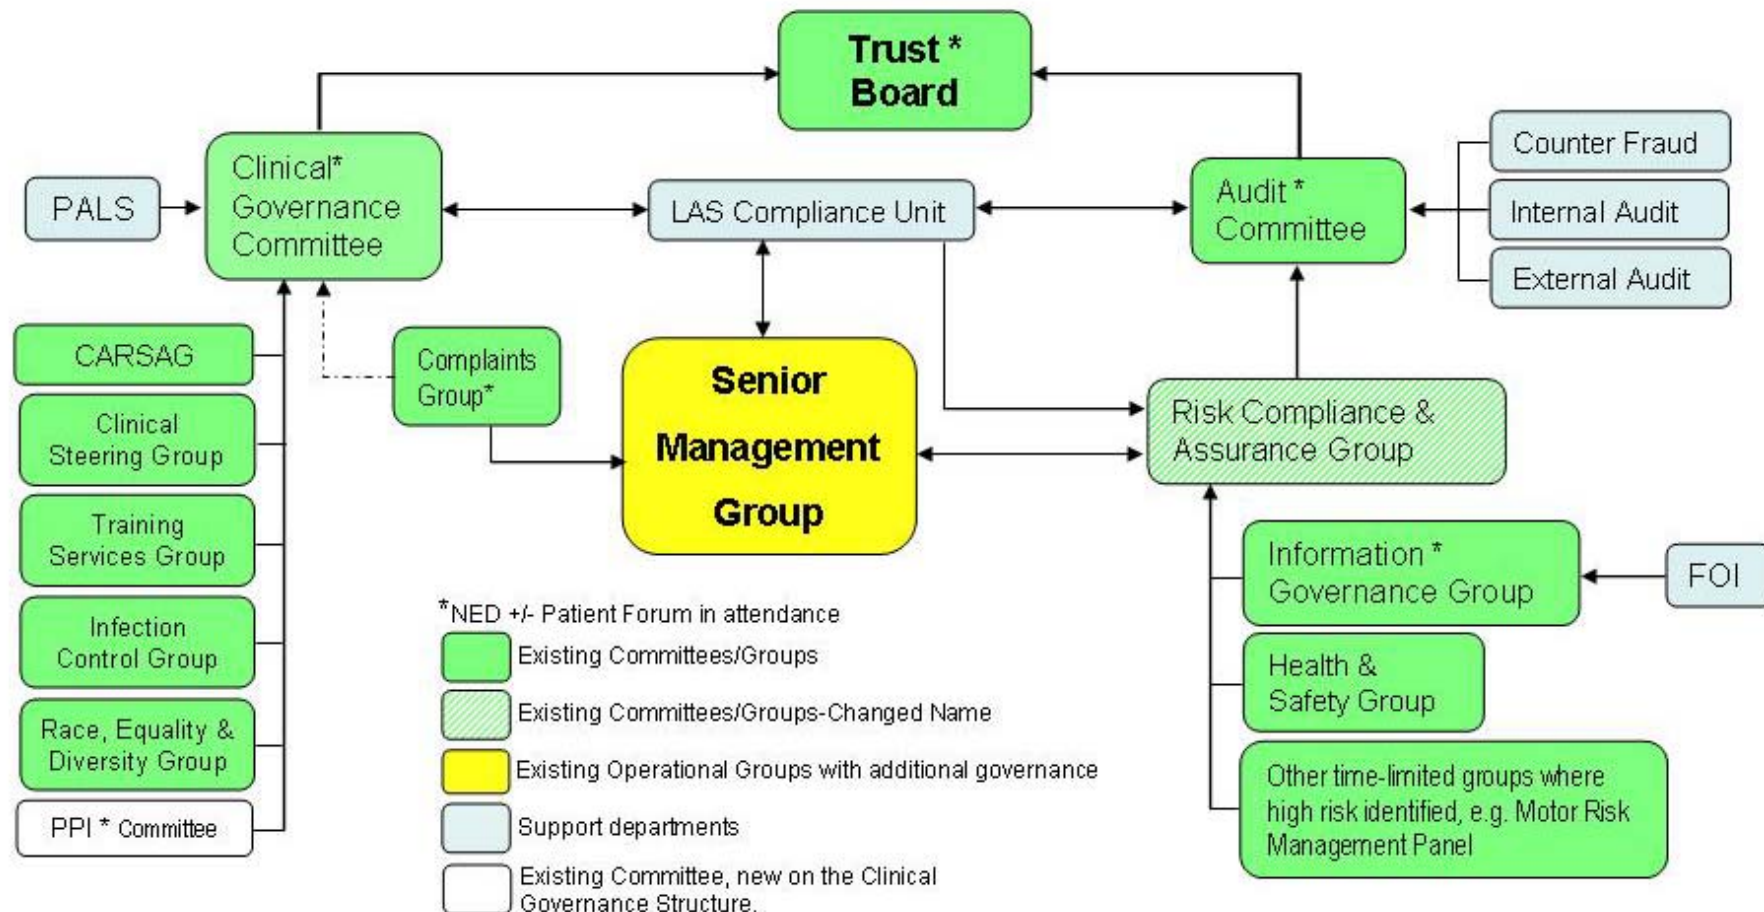 Trust *
Board
Clinical*
Governance
Committee
PALS
LAS Compliance Unit
Audit *
Committee
Counter Fraud
Internal Audit
External Audit
CARSAG
Clinical
Steering Group
Training
Services Group
Infection
Control Group
Race, Equality &
Diversity Group
PPI * Committee
Complaints
Group*
Senior
Management
Group
Risk Compliance &
Assurance Group
Information *
Governance Group
FOI
Health &
Safety Group
Other time-limited groups where
high risk identified, e.g. Motor Risk
Management Panel
*NED +/- Patient Forum in attendance
Existing Committees/Groups
Existing Committees/Groups-Changed Name
Existing Operational Groups with additional governance
Support departments
Existing Committee, new on the Clinical
Governance Structure.